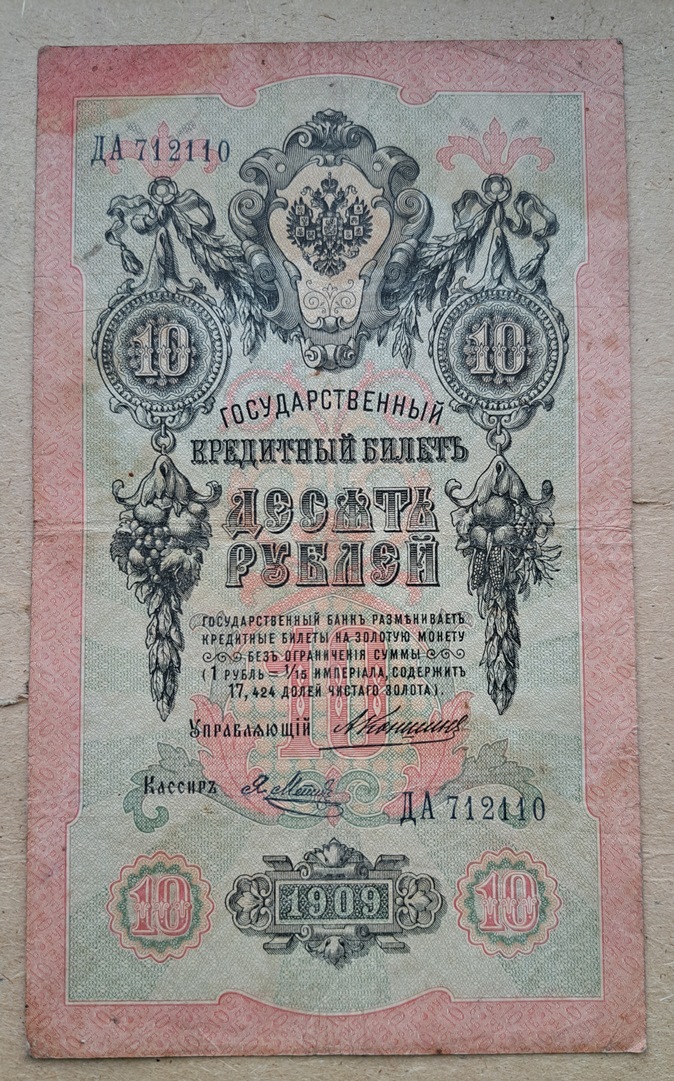 ДА 712110
10 10
ГОСУДАРСТВЕННЫЙ
КРЕДИТНЫЙ БИЛЕТЪ
ДЕСЯТЬ
РУБЛЕЙ
ГОСУДАРСТВЕННЫЙ БАНКЪ РАЗМѢНИВАЕТЪ
КРЕДИТНЫЕ БИЛЕТЫ НА ЗОЛОТУЮ МОНЕТУ
БЕЗЪ ОГРАНИЧЕНІЯ СУММЫ
(1 РУБЛЬ = 1/15 ИМПЕРІАЛА, СОДЕРЖИТЪ
17,424 ДОЛЕЙ ЧИСТАГО ЗОЛОТА).
10
УПРАВЛЯЮЩІЙ АКоншинъ
КАССИРЪ
ДА 712110
10 1909 10